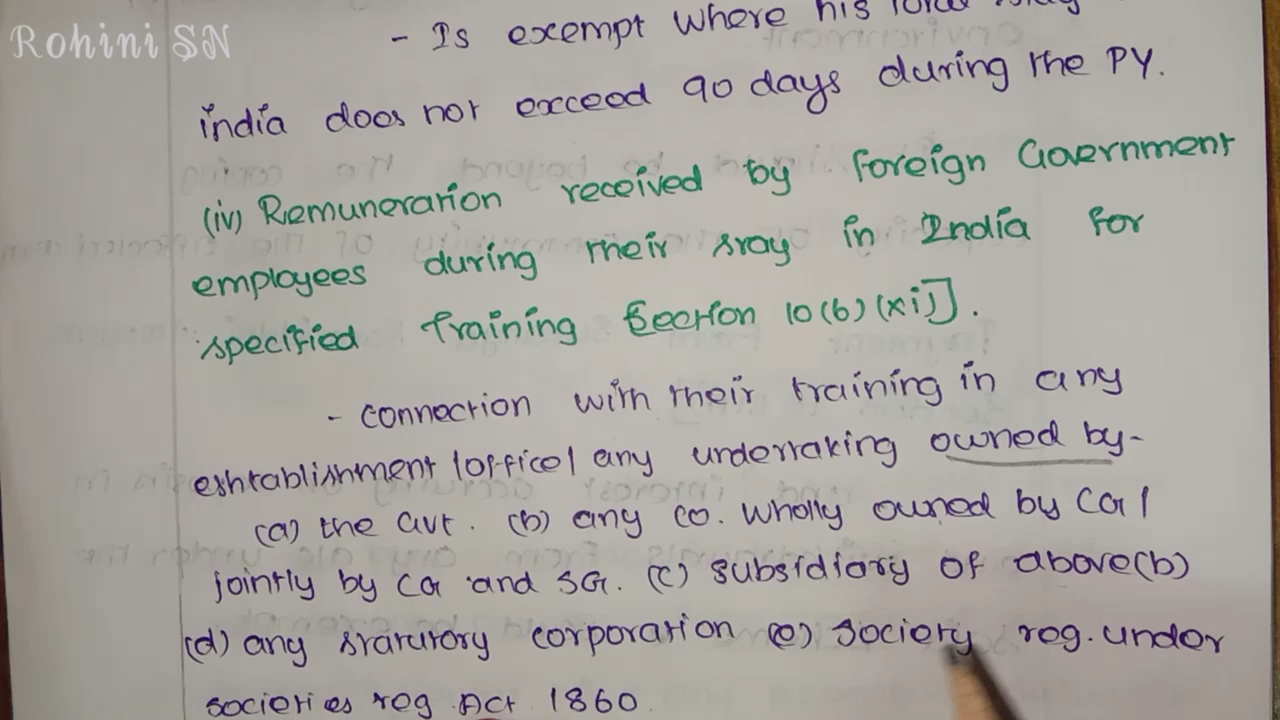 Rohini SN
- Is exempt where his total stay
india does not exceed 90 days during the PY.
(iv) Remuneration received by foreign Government
employees during their stay in India for
specified training [Section 10(6)(xi)].
- connection with their training in any
eshtablishment /office/ any undertaking owned by-
(a) the Gvt. (b) any co. wholly owned by CG /
jointly by CG and SG. (c) subsidiary of above(b)
(d) any statutory corporation (e) society reg. under
societies reg Act 1860.